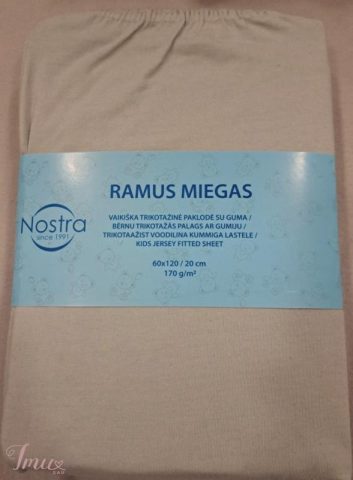 RAMUS MIEGAS
Nostra
since 1991
VAIKIŠKA TRIKOTAŽINĖ PAKLODĖ SU GUMA /
BĒRNU TRIKOTĀŽAS PALAGS AR GUMIJU /
TRIKOTAAŽIST VOODILINA KUMMIGA LASTELE /
KIDS JERSEY FITTED SHEET
60x120 / 20 cm
170 g/m²